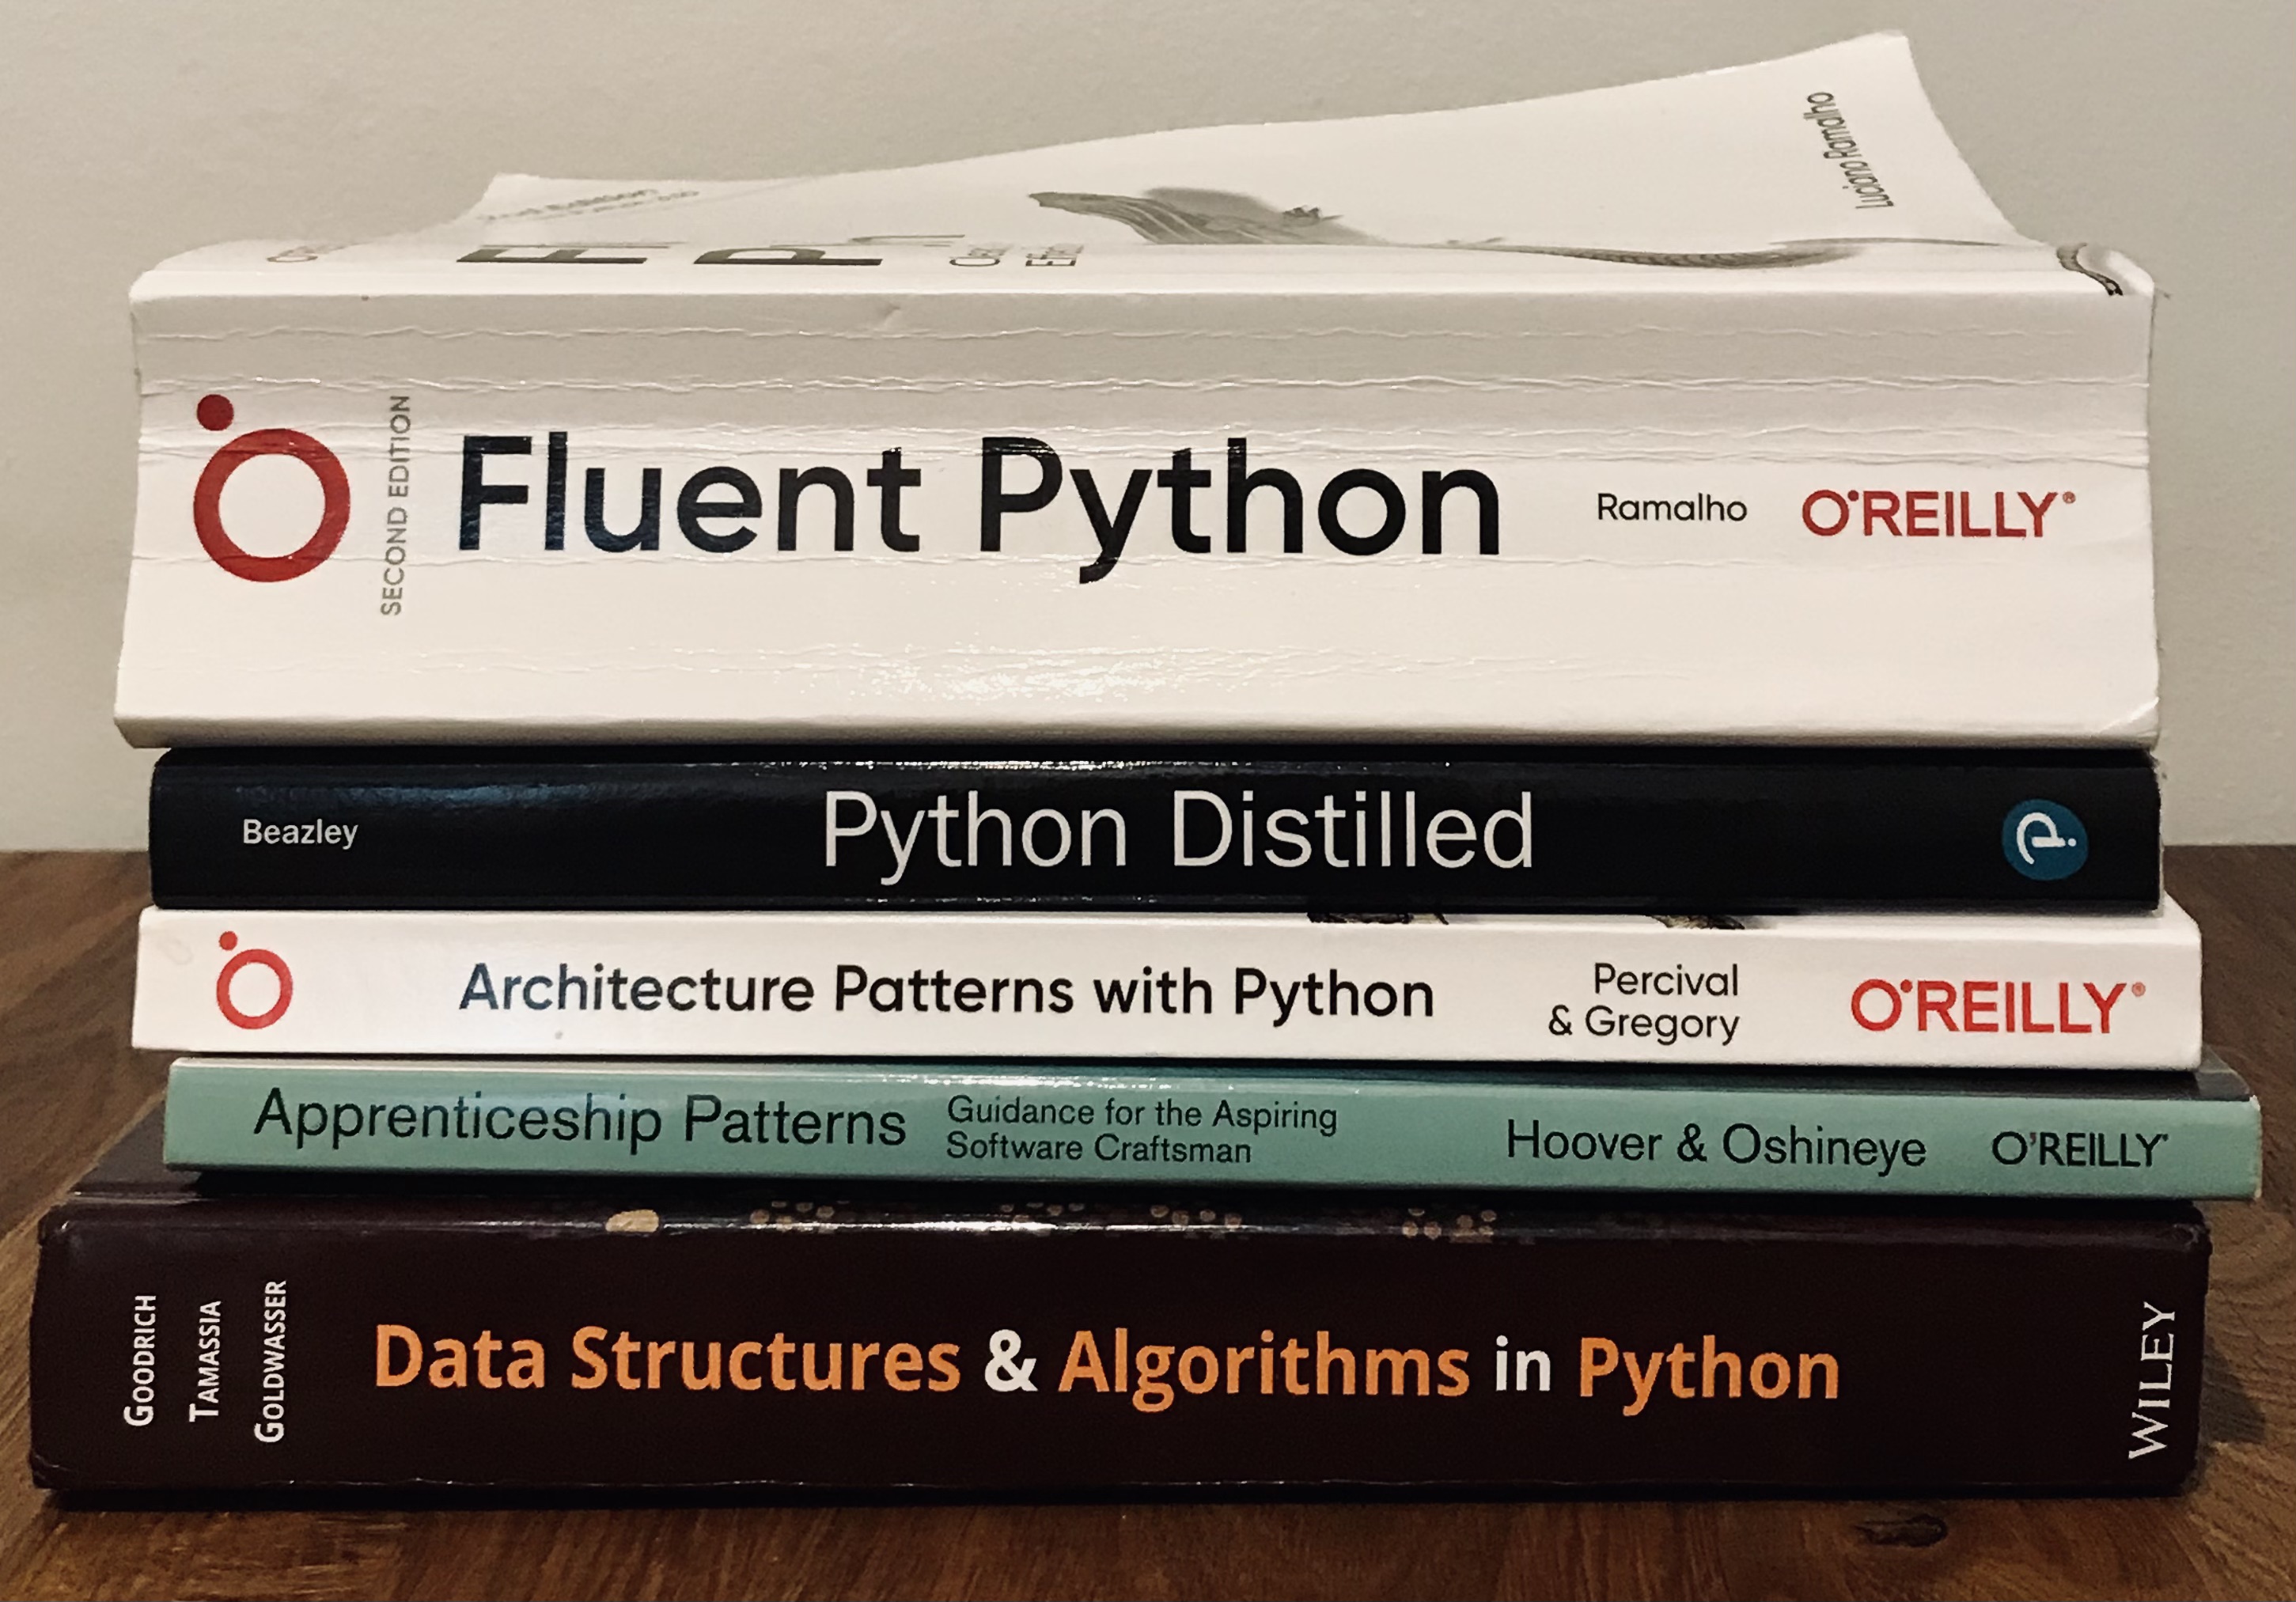 Luciano Ramalho
SECOND EDITION
Fluent Python
Ramalho
O'REILLY®
Beazley
Python Distilled
Architecture Patterns with Python
Percival
& Gregory
O'REILLY®
Apprenticeship Patterns
Guidance for the Aspiring
Software Craftsman
Hoover & Oshineye
O'REILLY®
GOODRICH
TAMASSIA
GOLDWASSER
Data Structures & Algorithms in Python
WILEY